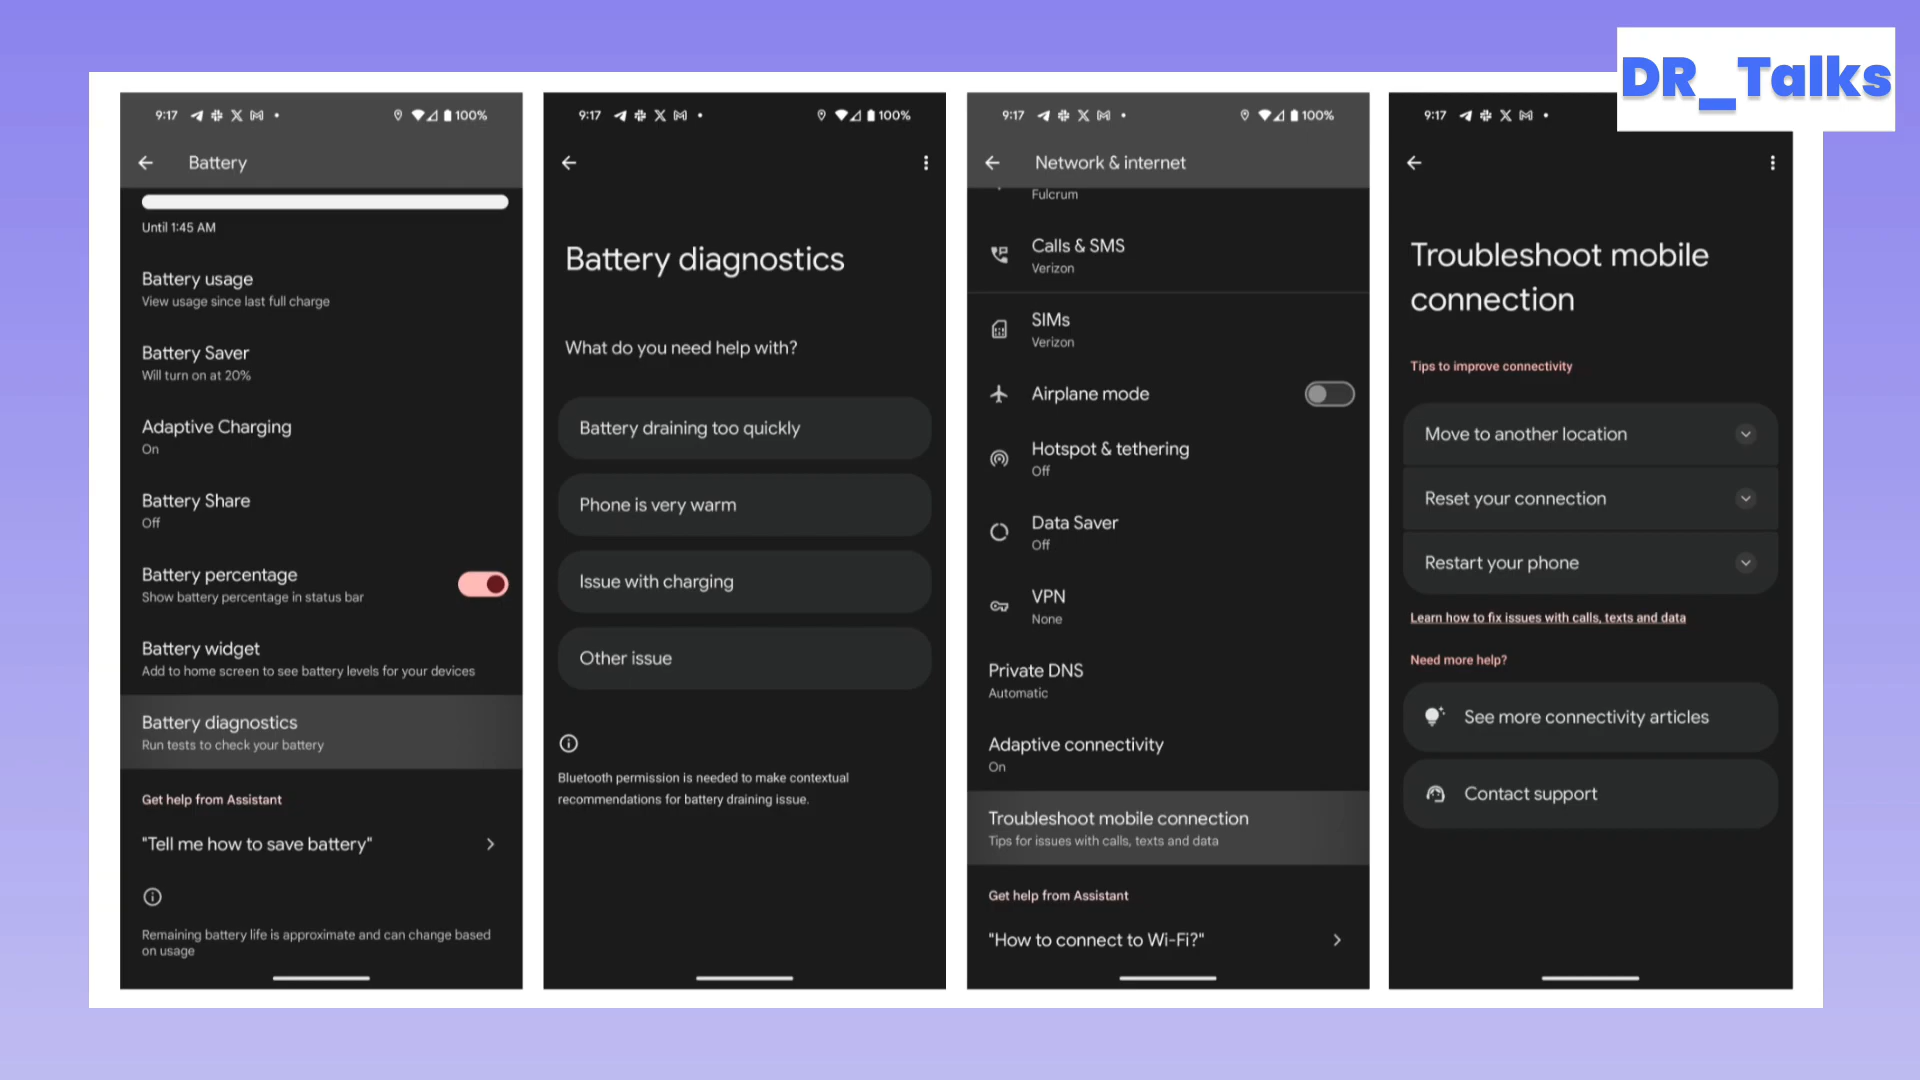 DR_Talks
9:17 100%
Battery
Until 1:45 AM
Battery usage
View usage since last full charge
Battery Saver
Will turn on at 20%
Adaptive Charging
On
Battery Share
Off
Battery percentage
Show battery percentage in status bar
Battery widget
Add to home screen to see battery levels for your devices
Battery diagnostics
Run tests to check your battery
Get help from Assistant
"Tell me how to save battery"
Remaining battery life is approximate and can change based
on usage
9:17 100%
Battery diagnostics
What do you need help with?
Battery draining too quickly
Phone is very warm
Issue with charging
Other issue
Bluetooth permission is needed to make contextual
recommendations for battery draining issue.
9:17 100%
Network & internet
Fulcrum
Calls & SMS
Verizon
SIMs
Verizon
Airplane mode
Hotspot & tethering
Off
Data Saver
Off
VPN
None
Private DNS
Automatic
Adaptive connectivity
On
Troubleshoot mobile connection
Tips for issues with calls, texts and data
Get help from Assistant
"How to connect to Wi-Fi?"
9:17
Troubleshoot mobile
connection
Tips to improve connectivity
Move to another location
Reset your connection
Restart your phone
Learn how to fix issues with calls, texts and data
Need more help?
See more connectivity articles
Contact support